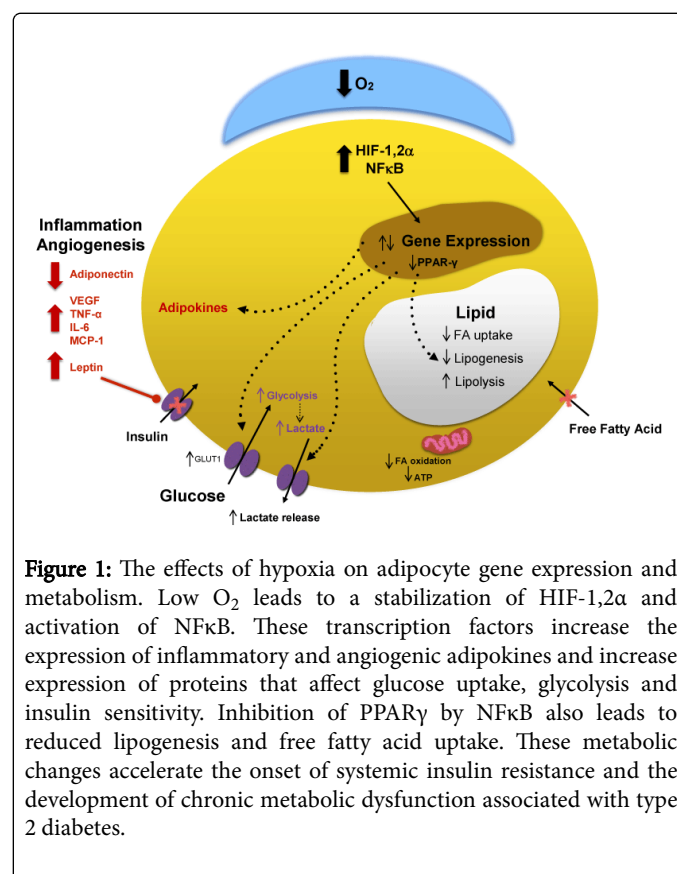 ↓ O₂
↑ HIF-1,2α
NFκB
↑↓ Gene Expression
↓PPAR-γ
Inflammation
Angiogenesis
↓ Adiponectin
↑ VEGF
TNF-α
IL-6
MCP-1
↑ Leptin
Adipokines
Lipid
↓ FA uptake
↓ Lipogenesis
↑ Lipolysis
Insulin
↑ Glycolysis
↑ Lactate
Free Fatty Acid
↑GLUT1
↓ FA oxidation
↓ ATP
Glucose
↑ Lactate release
Figure 1: The effects of hypoxia on adipocyte gene expression and
metabolism. Low O₂ leads to a stabilization of HIF-1,2α and
activation of NFκB. These transcription factors increase the
expression of inflammatory and angiogenic adipokines and increase
expression of proteins that affect glucose uptake, glycolysis and
insulin sensitivity. Inhibition of PPARγ by NFκB also leads to
reduced lipogenesis and free fatty acid uptake. These metabolic
changes accelerate the onset of systemic insulin resistance and the
development of chronic metabolic dysfunction associated with type
2 diabetes.